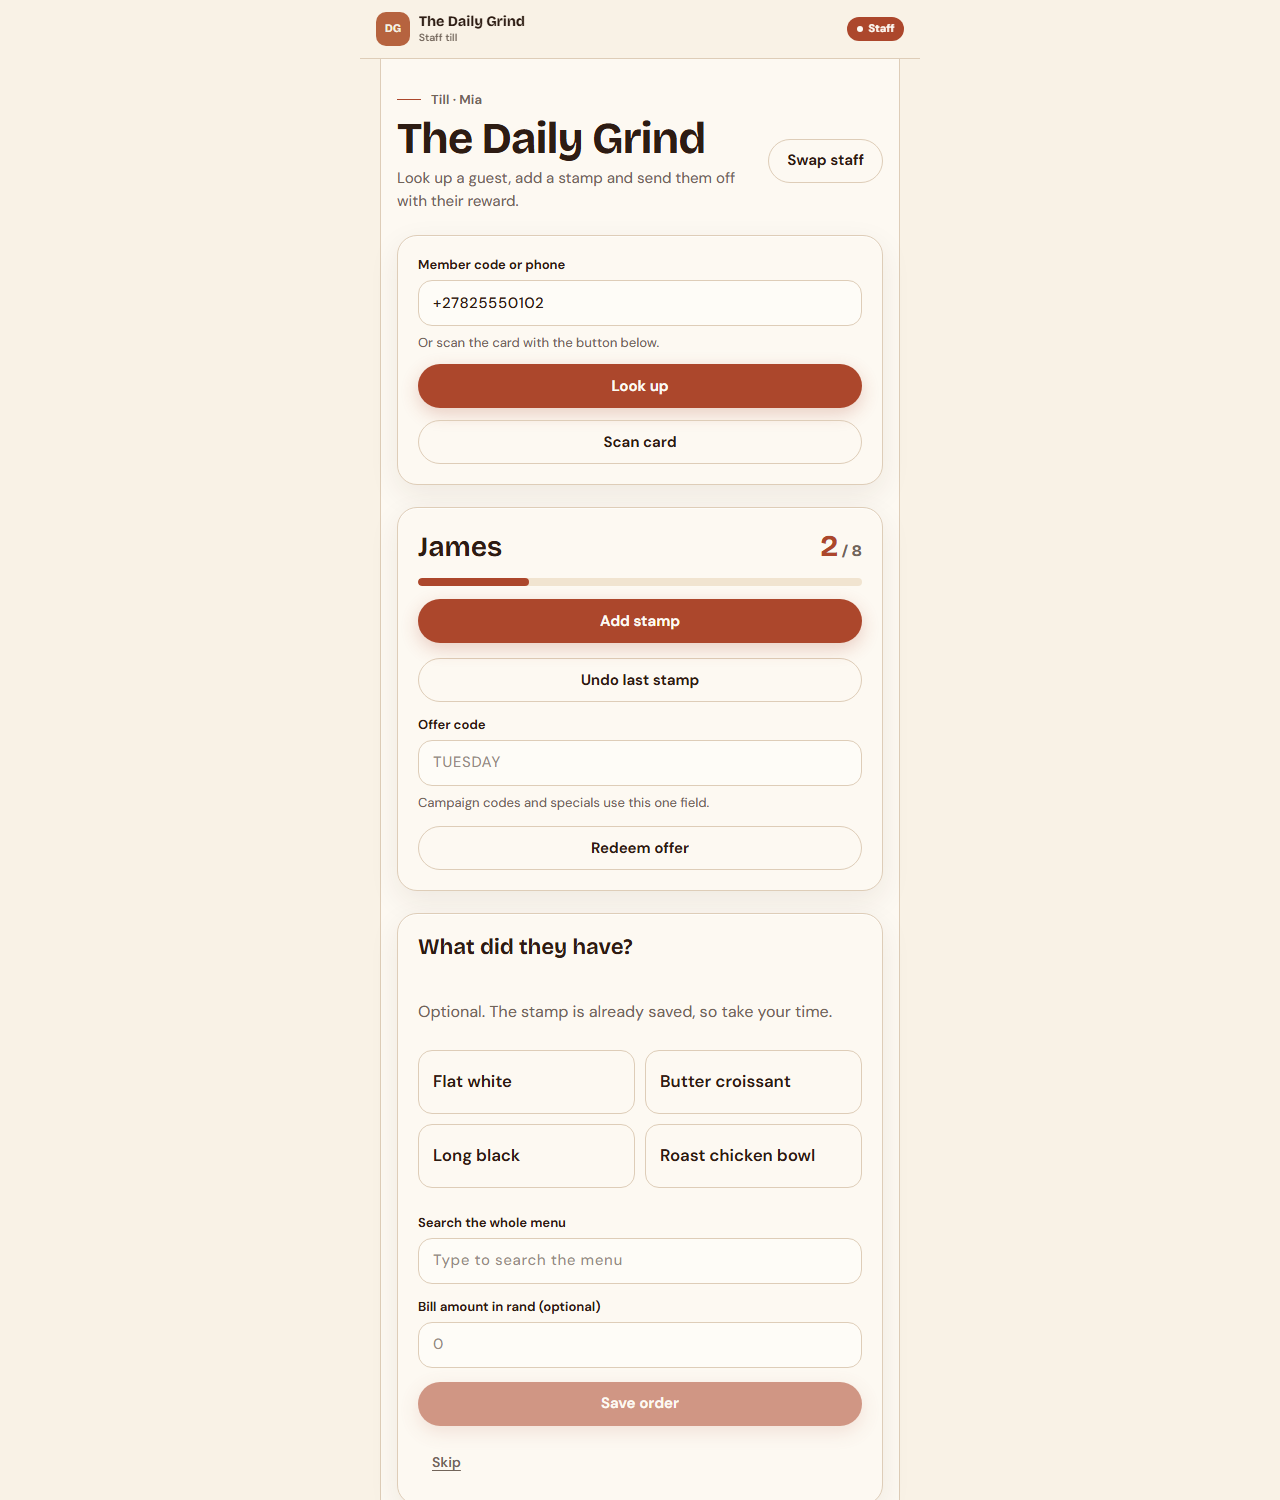 DG
The Daily Grind
Staff till
Staff
Till · Mia
The Daily Grind
Look up a guest, add a stamp and send them off
with their reward.
Swap staff
Member code or phone
+27825550102
Or scan the card with the button below.
Look up
Scan card
James
2 / 8
Add stamp
Undo last stamp
Offer code
TUESDAY
Campaign codes and specials use this one field.
Redeem offer
What did they have?
Optional. The stamp is already saved, so take your time.
Flat white
Butter croissant
Long black
Roast chicken bowl
Search the whole menu
Type to search the menu
Bill amount in rand (optional)
0
Save order
Skip